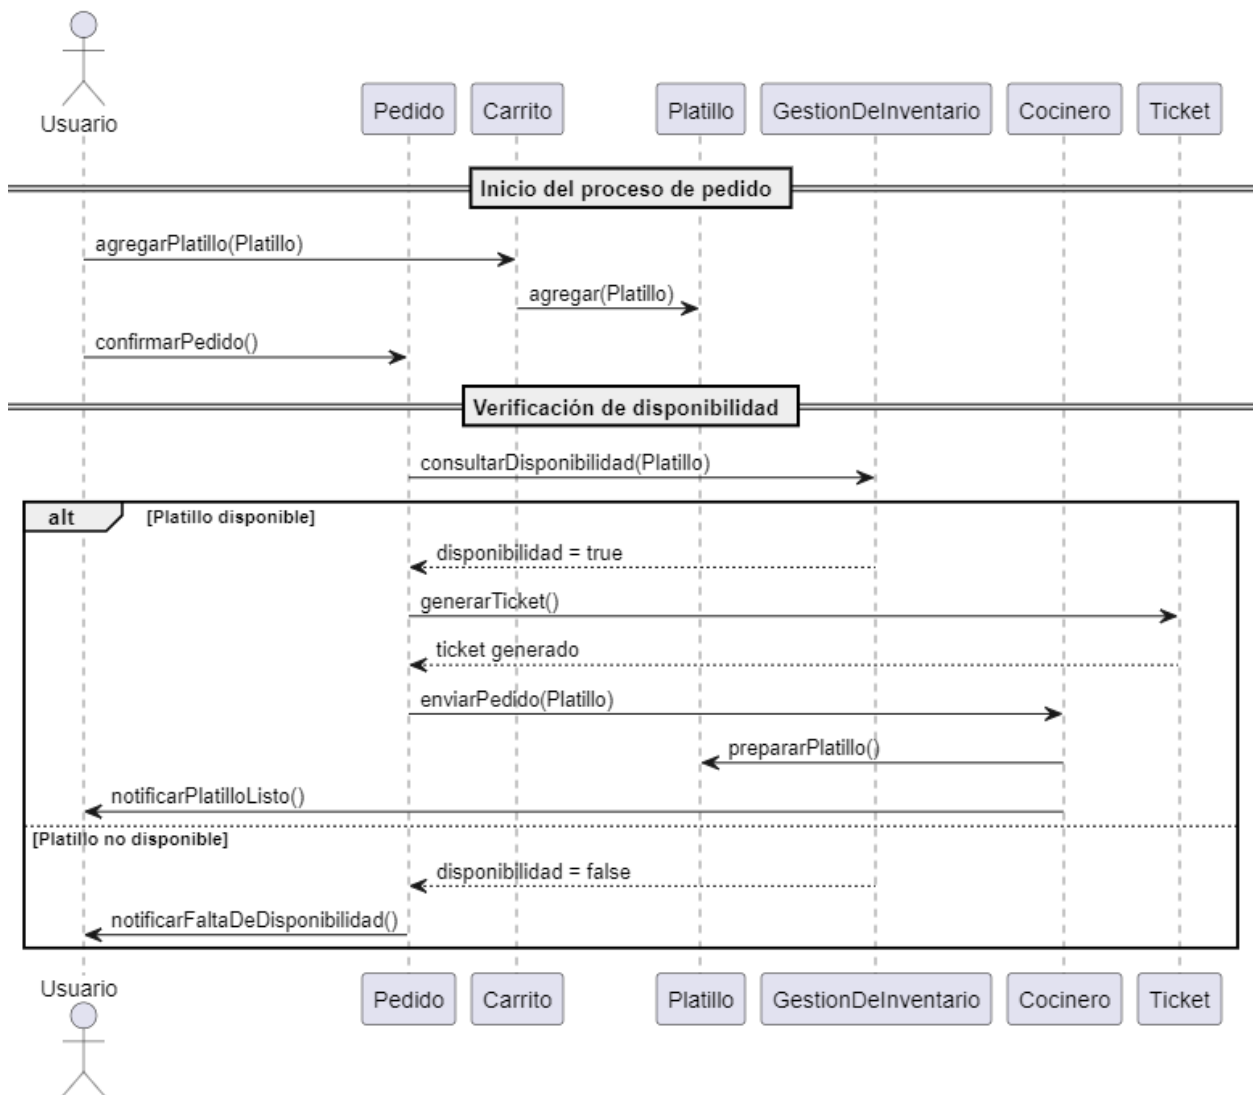 Usuario
Pedido
Carrito
Platillo
GestionDeInventario
Cocinero
Ticket
Inicio del proceso de pedido
agregarPlatillo(Platillo)
agregar(Platillo)
confirmarPedido()
Verificación de disponibilidad
consultarDisponibilidad(Platillo)
alt
[Platillo disponible]
disponibilidad = true
generarTicket()
ticket generado
enviarPedido(Platillo)
prepararPlatillo()
notificarPlatilloListo()
[Platillo no disponible]
disponibilidad = false
notificarFaltaDeDisponibilidad()
Usuario
Pedido
Carrito
Platillo
GestionDeInventario
Cocinero
Ticket